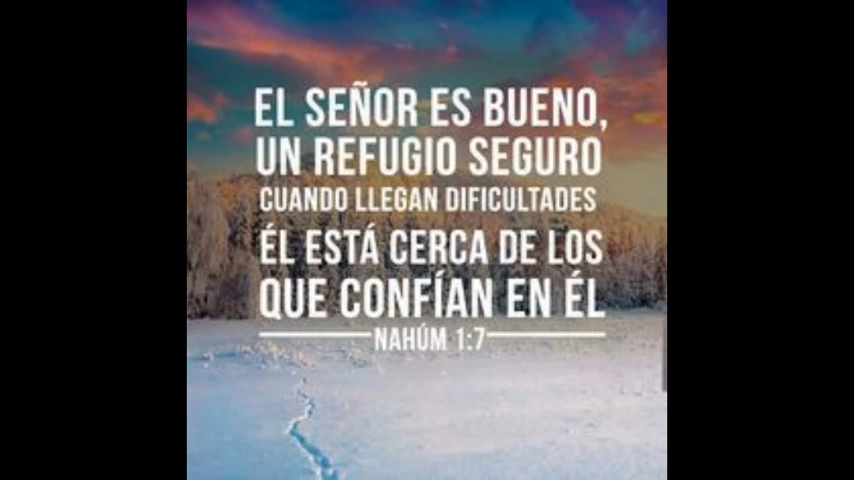 EL SEÑOR ES BUENO,
UN REFUGIO SEGURO
CUANDO LLEGAN DIFICULTADES
ÉL ESTÁ CERCA DE LOS
QUE CONFÍAN EN ÉL
NAHÚM 1:7